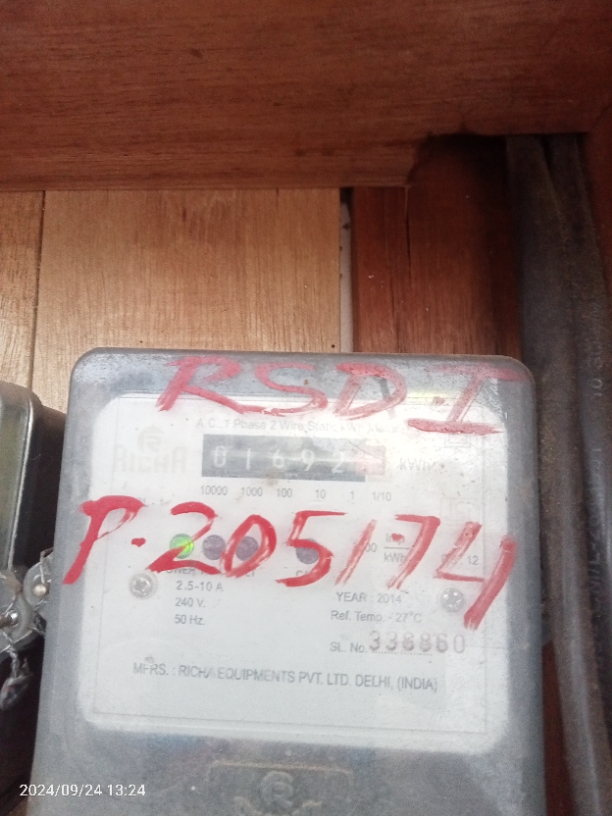 RSD-I
A.C. 1 Phase 2 Wire Static
RICHA
01692
kWh
10000 1000 100 10 1 1/10
P.205174
2.5-10 A
240 V.
50 Hz.
YEARː 2014
Ref. Temp. - 27°C
SL. No. 338860
MFRS. : RICHA EQUIPMENTS PVT. LTD. DELHI, (INDIA)
2024/09/24 13:24